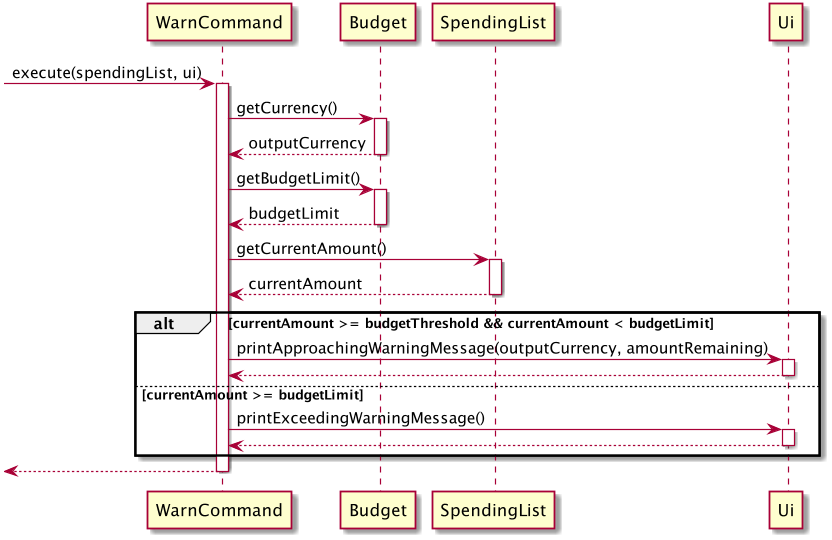 WarnCommand Budget SpendingList Ui
execute(spendingList, ui)
getCurrency()
outputCurrency
getBudgetLimit()
budgetLimit
getCurrentAmount()
currentAmount
alt [currentAmount >= budgetThreshold && currentAmount < budgetLimit]
printApproachingWarningMessage(outputCurrency, amountRemaining)
[currentAmount >= budgetLimit]
printExceedingWarningMessage()
WarnCommand Budget SpendingList Ui